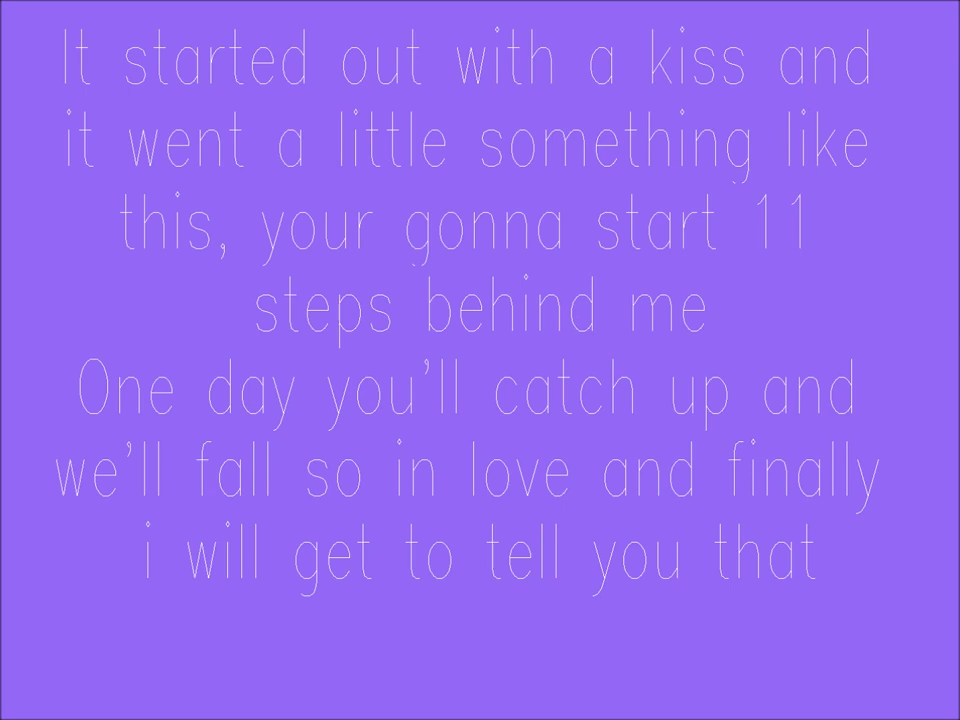 It started out with a kiss and
it went a little something like
this, your gonna start 11
steps behind me
One day you'll catch up and
we'll fall so in love and finally
i will get to tell you that